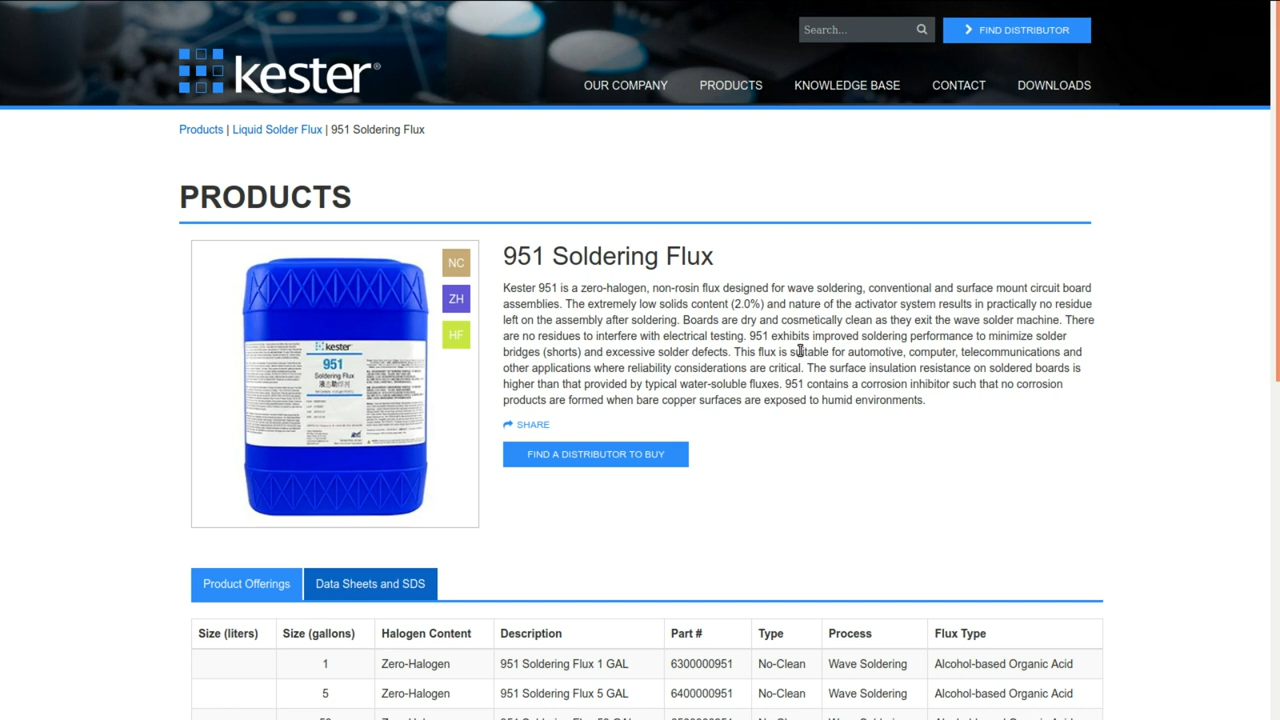 Search...
FIND DISTRIBUTOR
kester®
OUR COMPANY PRODUCTS KNOWLEDGE BASE CONTACT DOWNLOADS
Products | Liquid Solder Flux | 951 Soldering Flux
PRODUCTS
NC
ZH
HF
kester
951
Soldering Flux
951 Soldering Flux
Kester 951 is a zero-halogen, non-rosin flux designed for wave soldering, conventional and surface mount circuit board
assemblies. The extremely low solids content (2.0%) and nature of the activator system results in practically no residue
left on the assembly after soldering. Boards are dry and cosmetically clean as they exit the wave solder machine. There
are no residues to interfere with electrical testing. 951 exhibits improved soldering performance to minimize solder
bridges (shorts) and excessive solder defects. This flux is suitable for automotive, computer, telecommunications and
other applications where reliability considerations are critical. The surface insulation resistance on soldered boards is
higher than that provided by typical water-soluble fluxes. 951 contains a corrosion inhibitor such that no corrosion
products are formed when bare copper surfaces are exposed to humid environments.
SHARE
FIND A DISTRIBUTOR TO BUY
Product Offerings Data Sheets and SDS
Size (liters) Size (gallons) Halogen Content Description Part # Type Process Flux Type
1 Zero-Halogen 951 Soldering Flux 1 GAL 6300000951 No-Clean Wave Soldering Alcohol-based Organic Acid
5 Zero-Halogen 951 Soldering Flux 5 GAL 6400000951 No-Clean Wave Soldering Alcohol-based Organic Acid